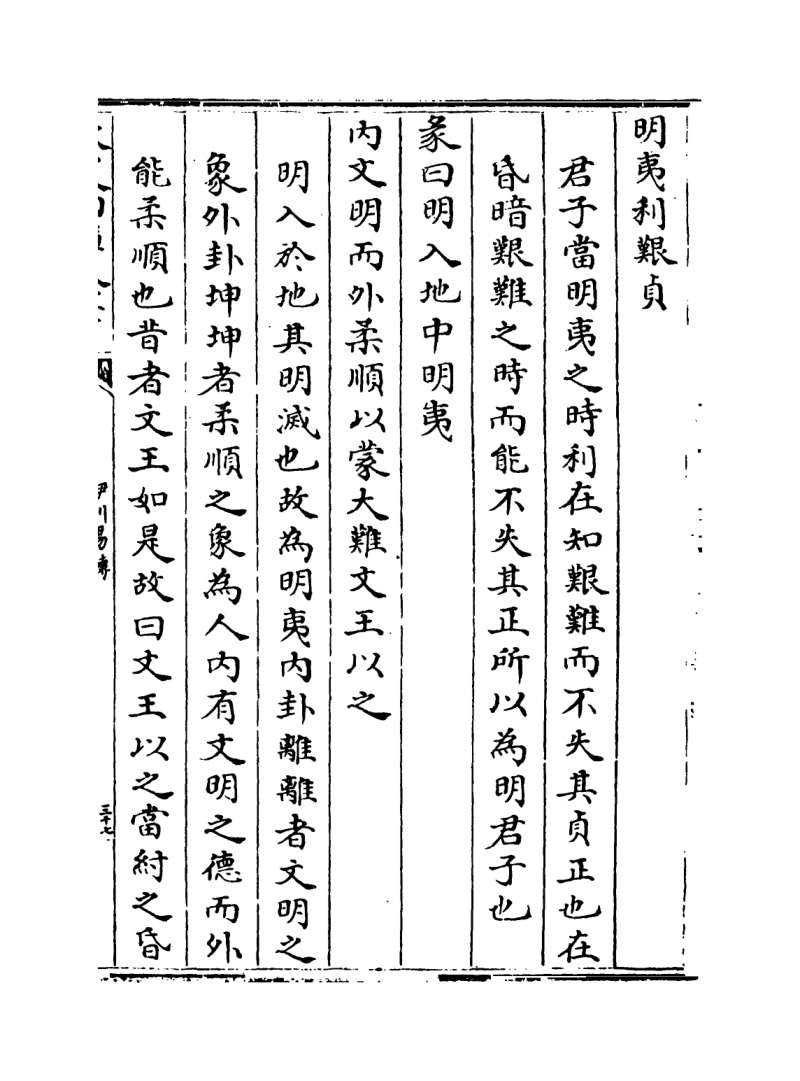 明夷利艱貞
君子當明夷之時利在知艱難而不失其貞正也在
昏暗艱難之時而能不失其正所以為明君子也
彖曰明入地中明夷
內文明而外柔順以蒙大難文王以之
明入於地其明滅也故為明夷內卦離離者文明之
象外卦坤坤者柔順之象為人內有文明之德而外
能柔順也昔者文王如是故曰文王以之當紂之昏
伊川易傳
三十七